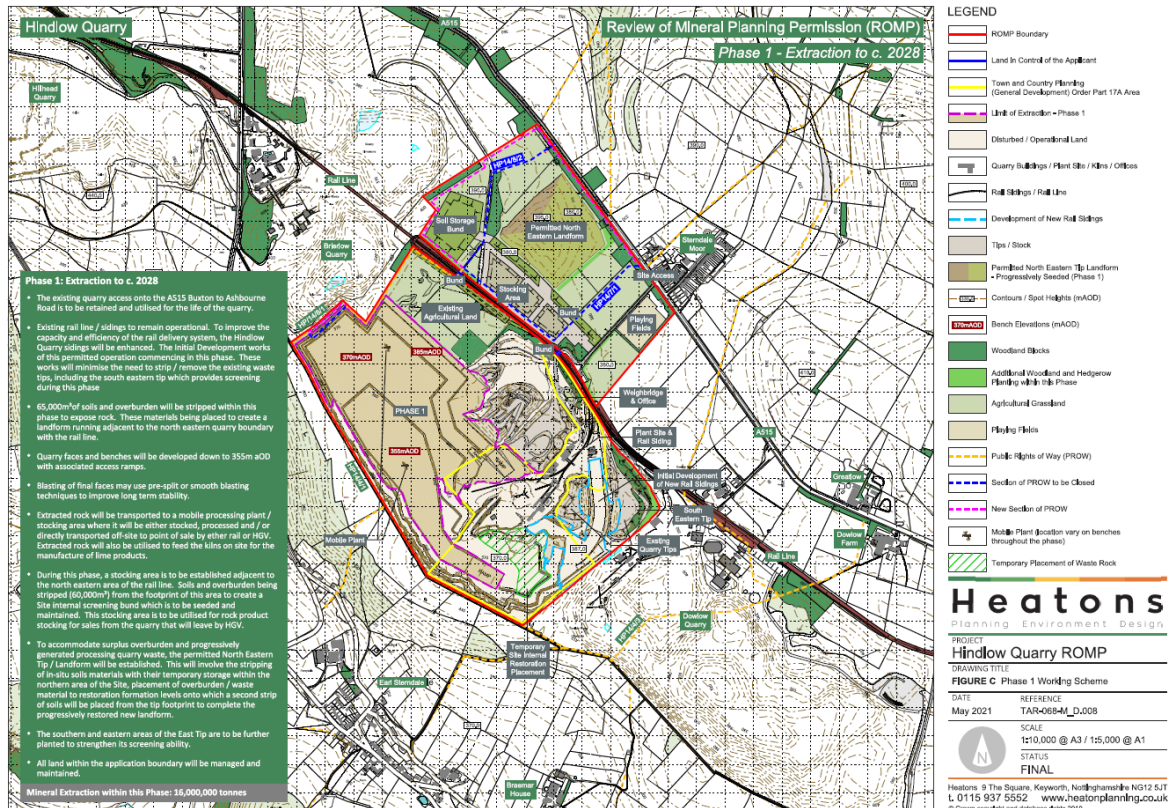 Hindlow Quarry
Review of Mineral Planning Permission (ROMP)
Phase 1 - Extraction to c. 2028
A515
Hillhead
Quarry
Rail Line
Brierlow
Quarry
HP14/8/2
Soil Storage
Bund
Permitted North
Eastern Landform
Sterndale
Moor
Site Access
Bund
Stocking
Area
Existing
Agricultural Land
HP14/4/1
Bund
Playing
Fields
Bund
370mAOD
385mAOD
PHASE 1
355mAOD
Weighbridge
& Office
Plant Site &
Rail Siding
A515
Initial Development
of New Rail Sidings
South
Eastern Tip
Existing
Quarry Tips
Mobile Plant
Greatlow
Dowlow
Farm
Rail Line
Dowlow
Quarry
HP14/4/3
Temporary
Site Internal
Restoration
Placement
Earl Sterndale
Braemar
House
Phase 1: Extraction to c. 2028
• The existing quarry access onto the A515 Buxton to Ashbourne
Road is to be retained and utilised for the life of the quarry.
• Existing rail line / sidings to remain operational. To improve the
capacity and efficiency of the rail delivery system, the Hindlow
Quarry sidings will be enhanced. The Initial Development works
of this permitted operation commencing in this phase. These
works will minimise the need to strip / remove the existing waste
tips, including the south eastern tip which provides screening
during this phase
• 65,000m³of soils and overburden will be stripped within this
phase to expose rock. These materials being placed to create a
landform running adjacent to the north eastern quarry boundary
with the rail line.
• Quarry faces and benches will be developed down to 355m aOD
with associated access ramps.
• Blasting of final faces may use pre-split or smooth blasting
techniques to improve long term stability.
• Extracted rock will be transported to a mobile processing plant /
stocking area where it will be either stocked, processed and / or
directly transported off-site to point of sale by ether rail or HGV.
Extracted rock will also be utilised to feed the kilns on site for the
manufacture of lime products.
• During this phase, a stocking area is to be established adjacent to
the north eastern area of the rail line. Soils and overburden being
stripped (60,000m³) from the footprint of this area to create a
Site internal screening bund which is to be seeded and
maintained. This stocking area is to be utilised for rock product
stocking for sales from the quarry that will leave by HGV.
• To accommodate surplus overburden and progressively
generated processing quarry waste, the permitted North Eastern
Tip / Landform will be established. This will involve the stripping
of in-situ soils materials with their temporary storage within the
northern area of the Site, placement of overburden / waste
material to restoration formation levels onto which a second strip
of soils will be placed from the tip footprint to complete the
progressively restored new landform.
• The southern and eastern areas of the East Tip are to be further
planted to strengthen its screening ability.
• All land within the application boundary will be managed and
maintained.
Mineral Extraction within this Phase: 16,000,000 tonnes
LEGEND
ROMP Boundary
Land In Control of the Applicant
Town and Country Planning
(General Development) Order Part 17A Area
Limit of Extraction - Phase 1
Disturbed / Operational Land
Quarry Buildings / Plant Site / Kilns / Offices
Rail Sidings / Rail Line
Development of New Rail Sidings
Tips / Stock
Permitted North Eastern Tip Landform
- Progressively Seeded (Phase 1)
Contours / Spot Heights (mAOD)
370mAOD
Bench Elevations (mAOD)
Woodland Blocks
Additional Woodland and Hedgerow
Planting within this Phase
Agricultural Grassland
Playing Fields
Public Rights of Way (PROW)
Section of PROW to be Closed
New Section of PROW
Mobile Plant (location vary on benches
throughout the phase)
Temporary Placement of Waste Rock
Heatons
Planning Environment Design
PROJECT
Hindlow Quarry ROMP
DRAWING TITLE
FIGURE C Phase 1 Working Scheme
DATE
May 2021
REFERENCE
TAR-068-M_D.008
N
SCALE
1:10,000 @ A3 / 1:5,000 @ A1
STATUS
FINAL
Heatons 9 The Square, Keyworth, Nottinghamshire NG12 5JT
t. 0115 937 5552 www.heatonplanning.co.uk